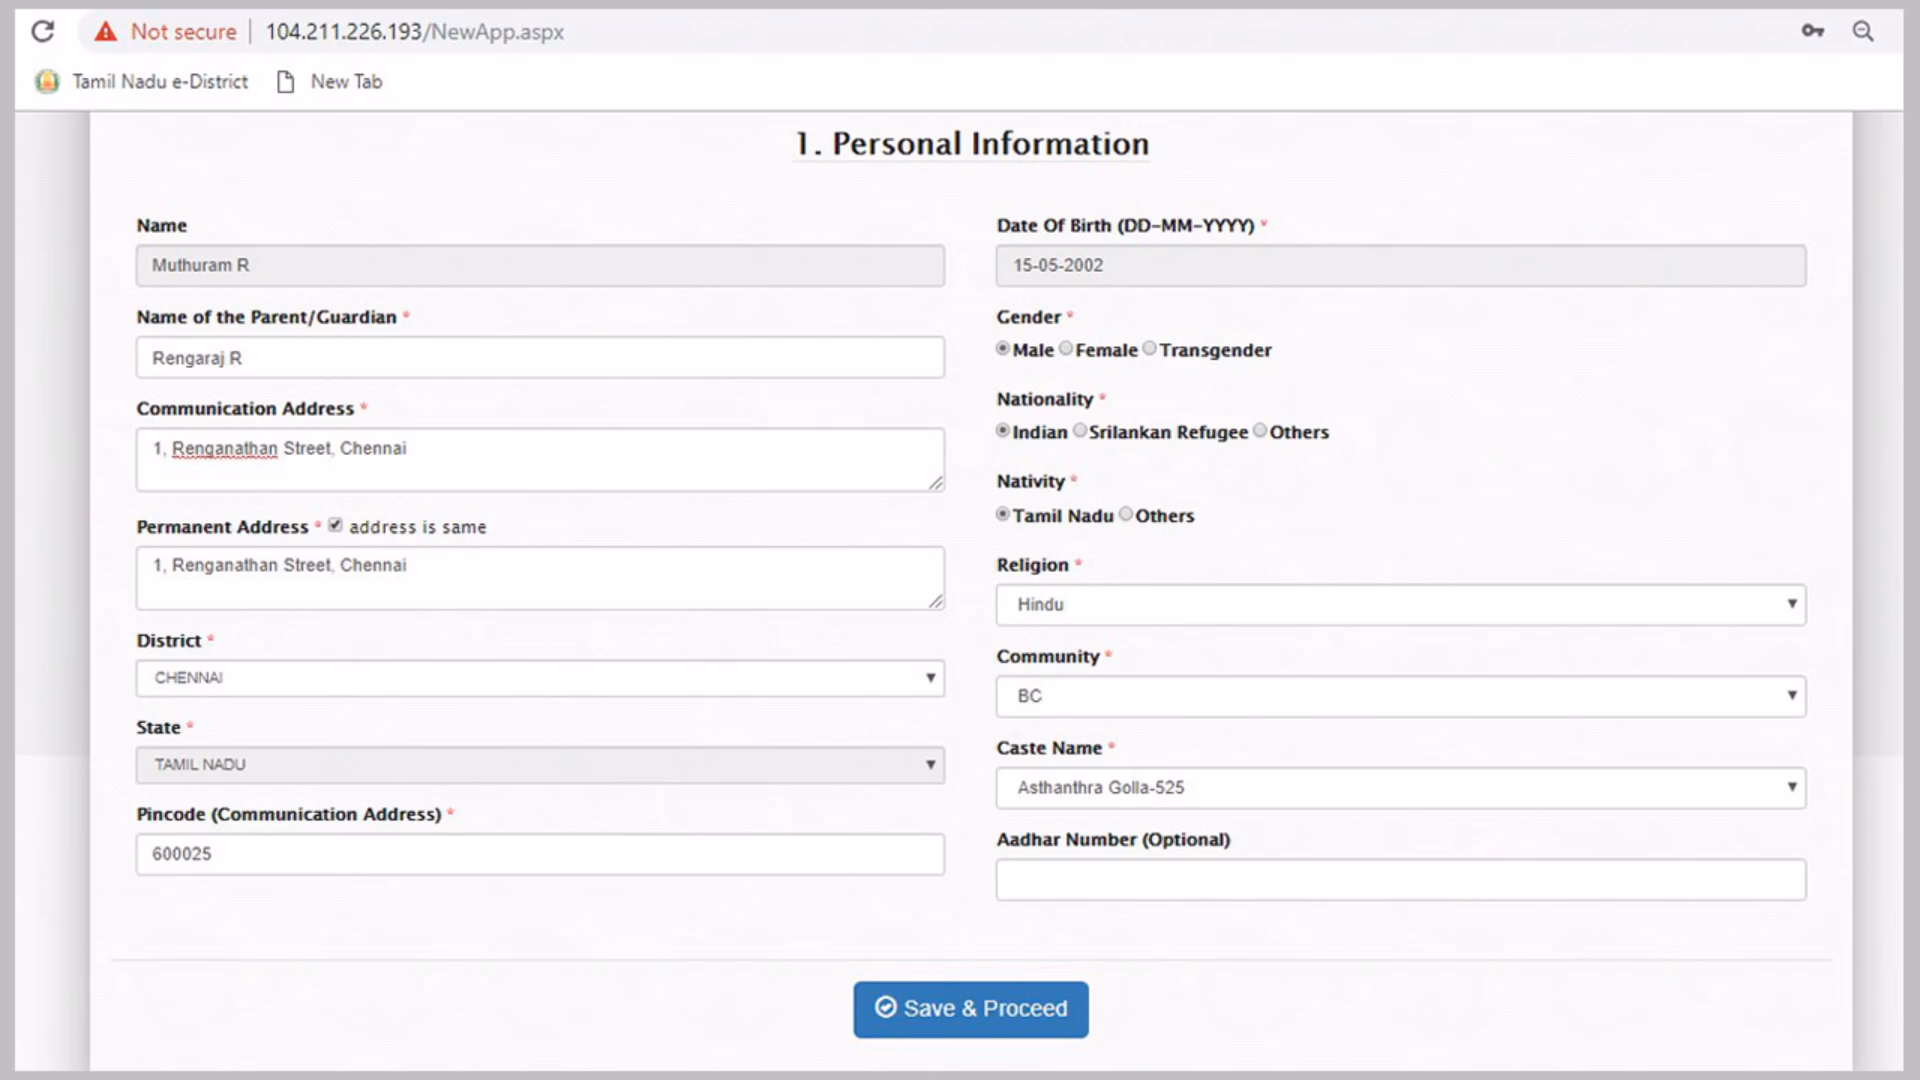 Not secure | 104.211.226.193/NewApp.aspx
Tamil Nadu e-District New Tab
1. Personal Information
Name
Muthuram R
Name of the Parent/Guardian *
Rengaraj R
Communication Address *
1, Renganathan Street, Chennai
Permanent Address * address is same
1, Renganathan Street, Chennai
District *
CHENNAI
State *
TAMIL NADU
Pincode (Communication Address) *
600025
Date Of Birth (DD-MM-YYYY) *
15-05-2002
Gender *
Male Female Transgender
Nationality *
Indian Srilankan Refugee Others
Nativity *
Tamil Nadu Others
Religion *
Hindu
Community *
BC
Caste Name *
Asthanthra Golla-525
Aadhar Number (Optional)
Save & Proceed